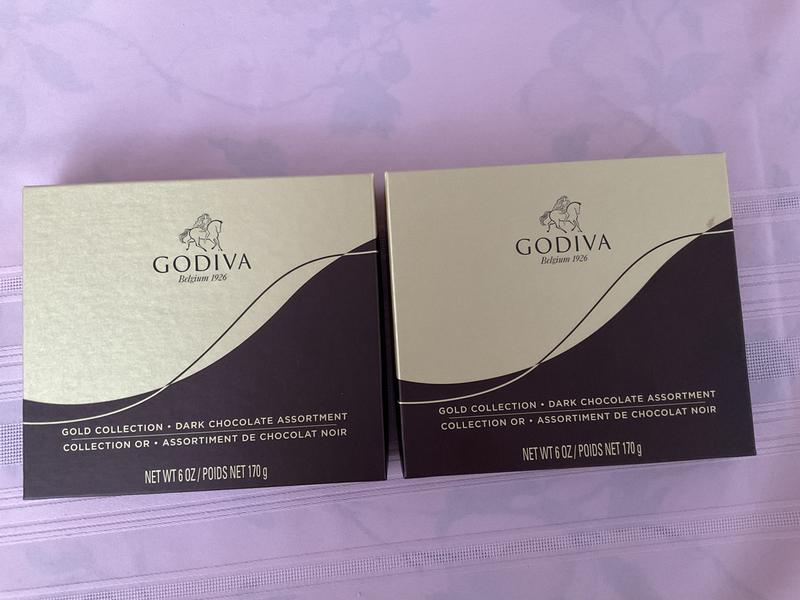 GODIVA
Belgium 1926
GOLD COLLECTION • DARK CHOCOLATE ASSORTMENT
COLLECTION OR • ASSORTIMENT DE CHOCOLAT NOIR
NET WT 6 OZ / POIDS NET 170 g
GODIVA
Belgium 1926
GOLD COLLECTION • DARK CHOCOLATE ASSORTMENT
COLLECTION OR • ASSORTIMENT DE CHOCOLAT NOIR
NET WT 6 OZ / POIDS NET 170 g